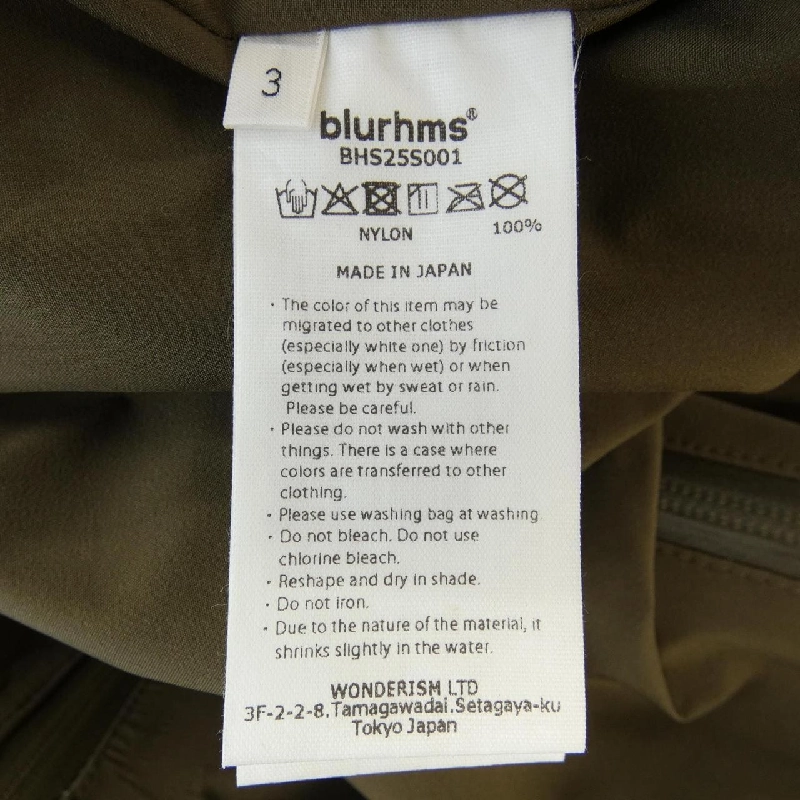 3
blurhms®
BHS25S001
NYLON 100%
MADE IN JAPAN
· The color of this item may be
migrated to other clothes
(especially white one) by friction
(especially when wet) or when
getting wet by sweat or rain.
Please be careful.
· Please do not wash with other
things. There is a case where
colors are transferred to other
clothing.
· Please use washing bag at washing
· Do not bleach. Do not use
chlorine bleach.
· Reshape and dry in shade.
· Do not iron.
· Due to the nature of the material, it
shrinks slightly in the water.
WONDERISM LTD
3F-2-2-8,Tamagawadai,Setagaya-ku
Tokyo Japan